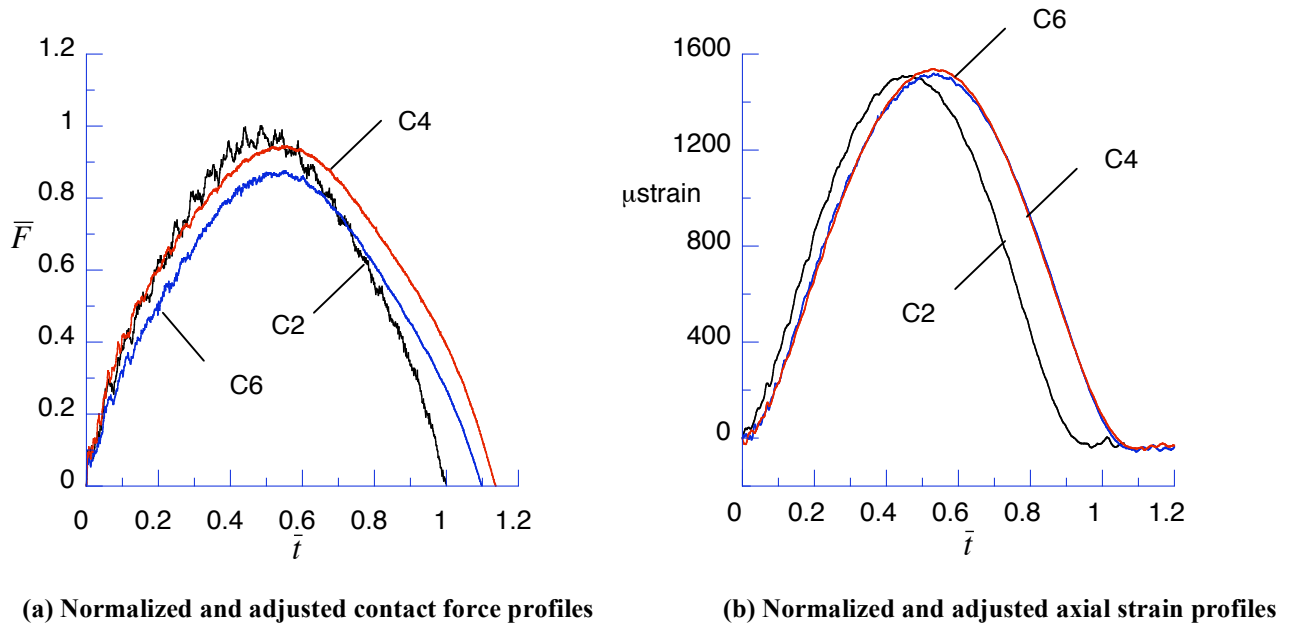 1.2
1
0.8
0.6
0.4
0.2
0
F̅
C4
C2
C6
0 0.2 0.4 0.6 0.8 1 1.2
t̄
(a) Normalized and adjusted contact force profiles
1600
1200
800
400
0
μstrain
C6
C4
C2
0 0.2 0.4 0.6 0.8 1 1.2
t̄
(b) Normalized and adjusted axial strain profiles